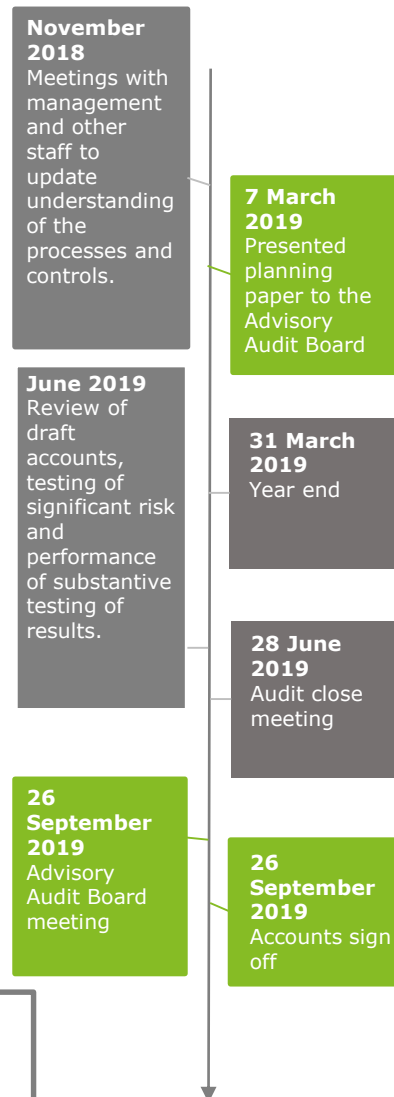 November
2018
Meetings with
management
and other
staff to
update
understanding
of the
processes and
controls.
7 March
2019
Presented
planning
paper to the
Advisory
Audit Board
June 2019
Review of
draft
accounts,
testing of
significant risk
and
performance
of substantive
testing of
results.
31 March
2019
Year end
28 June
2019
Audit close
meeting
26
September
2019
Advisory
Audit Board
meeting
26
September
2019
Accounts sign
off